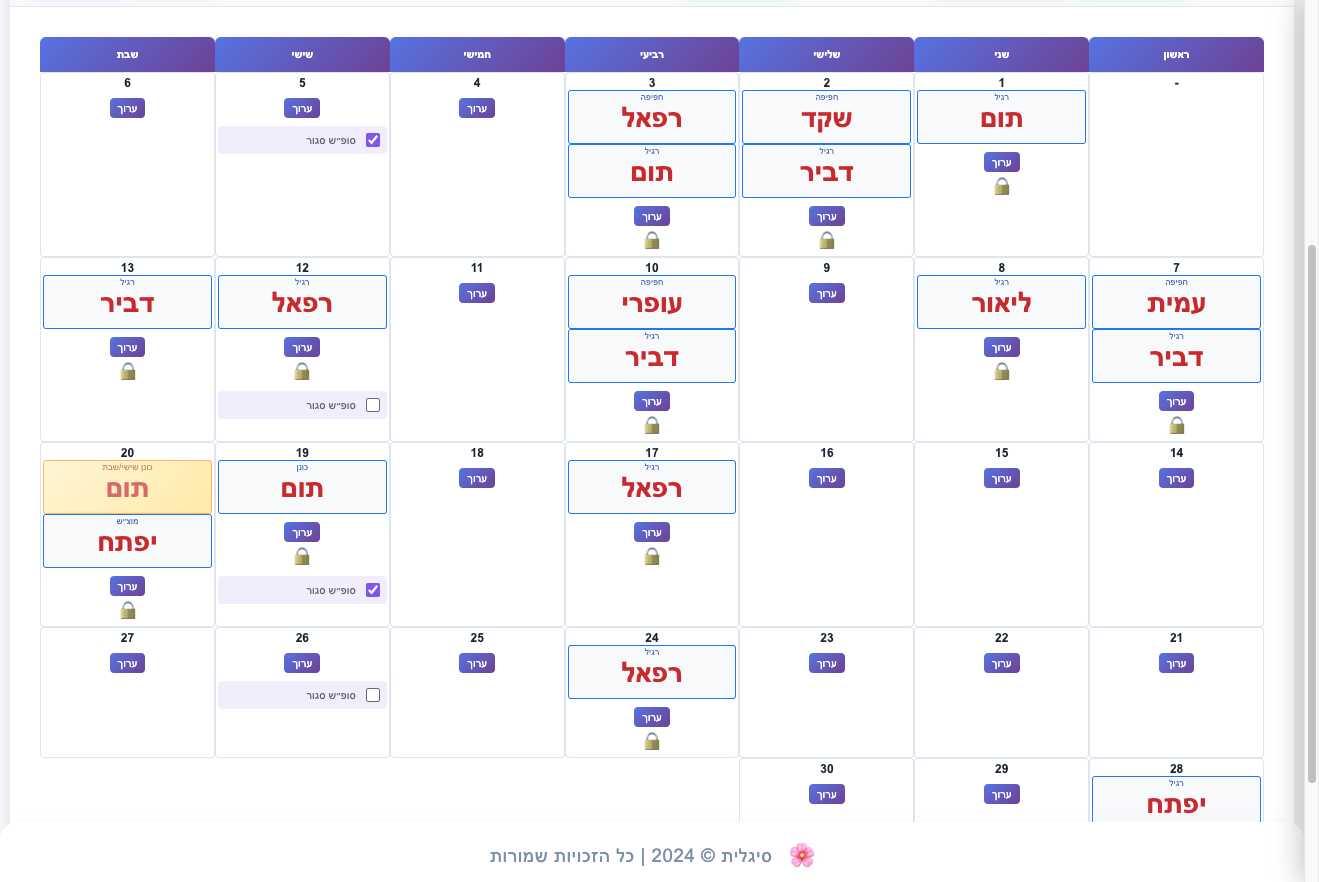 ראשון
שני
שלישי
רביעי
חמישי
שישי
שבת
-
1
רגיל
תום
ערוך
2
חפיפה
שקד
רגיל
דביר
ערוך
3
חפיפה
רפאל
רגיל
תום
ערוך
4
ערוך
5
ערוך
סופ״ש סגור
6
ערוך
7
חפיפה
עמית
רגיל
דביר
ערוך
8
רגיל
ליאור
ערוך
9
ערוך
10
חפיפה
עופרי
רגיל
דביר
ערוך
11
ערוך
12
רגיל
רפאל
ערוך
סופ״ש סגור
13
רגיל
דביר
ערוך
14
ערוך
15
ערוך
16
ערוך
17
רגיל
רפאל
ערוך
18
ערוך
19
כונן
תום
ערוך
סופ״ש סגור
20
כונן שישי/שבת
תום
מוצ״ש
יפתח
ערוך
21
ערוך
22
ערוך
23
ערוך
24
רגיל
רפאל
ערוך
25
ערוך
26
ערוך
סופ״ש סגור
27
ערוך
28
רגיל
יפתח
29
ערוך
30
ערוך
סיגלית © 2024 | כל הזכויות שמורות